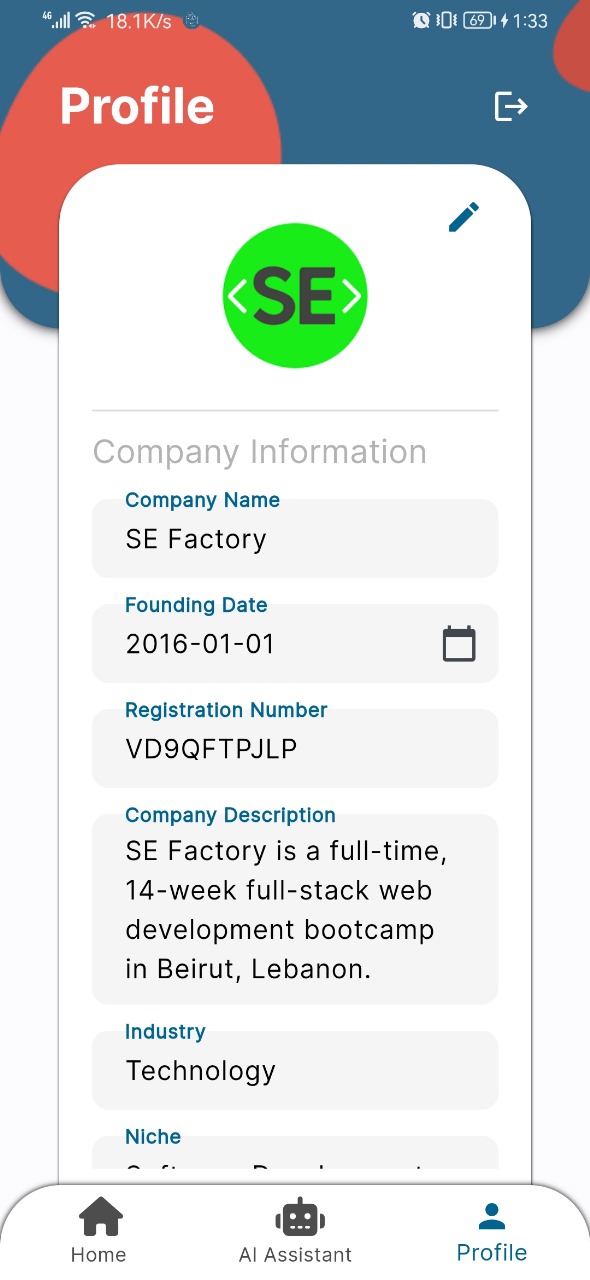 4G 18.1K/s 69 1:33
Profile
<SE>
Company Information
Company Name
SE Factory
Founding Date
2016-01-01
Registration Number
VD9QFTPJLP
Company Description
SE Factory is a full-time,
14-week full-stack web
development bootcamp
in Beirut, Lebanon.
Industry
Technology
Niche
Home AI Assistant Profile